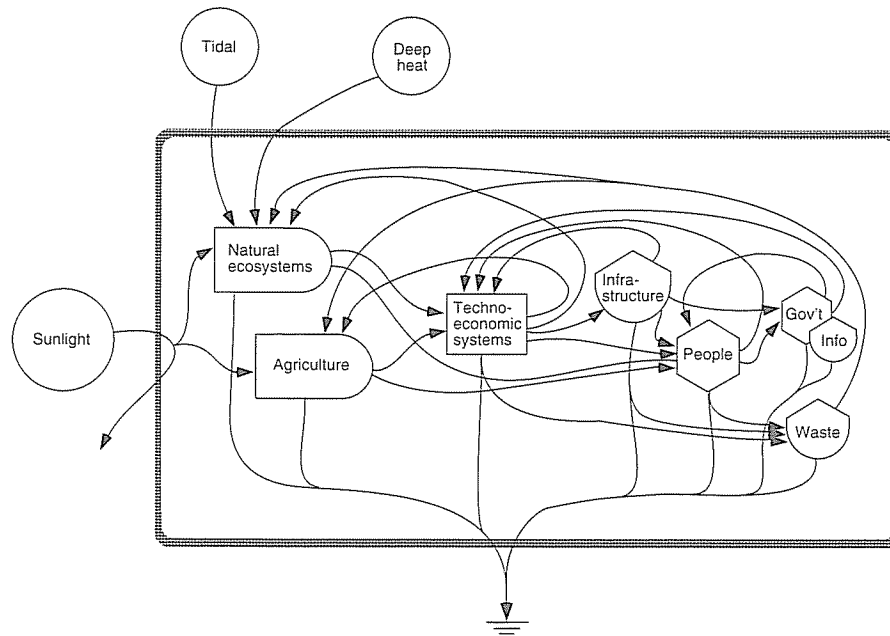 Tidal
Deep
heat
Natural
ecosystems
Sunlight
Agriculture
Techno-
economic
systems
Infra-
structure
People
Gov't
Info
Waste